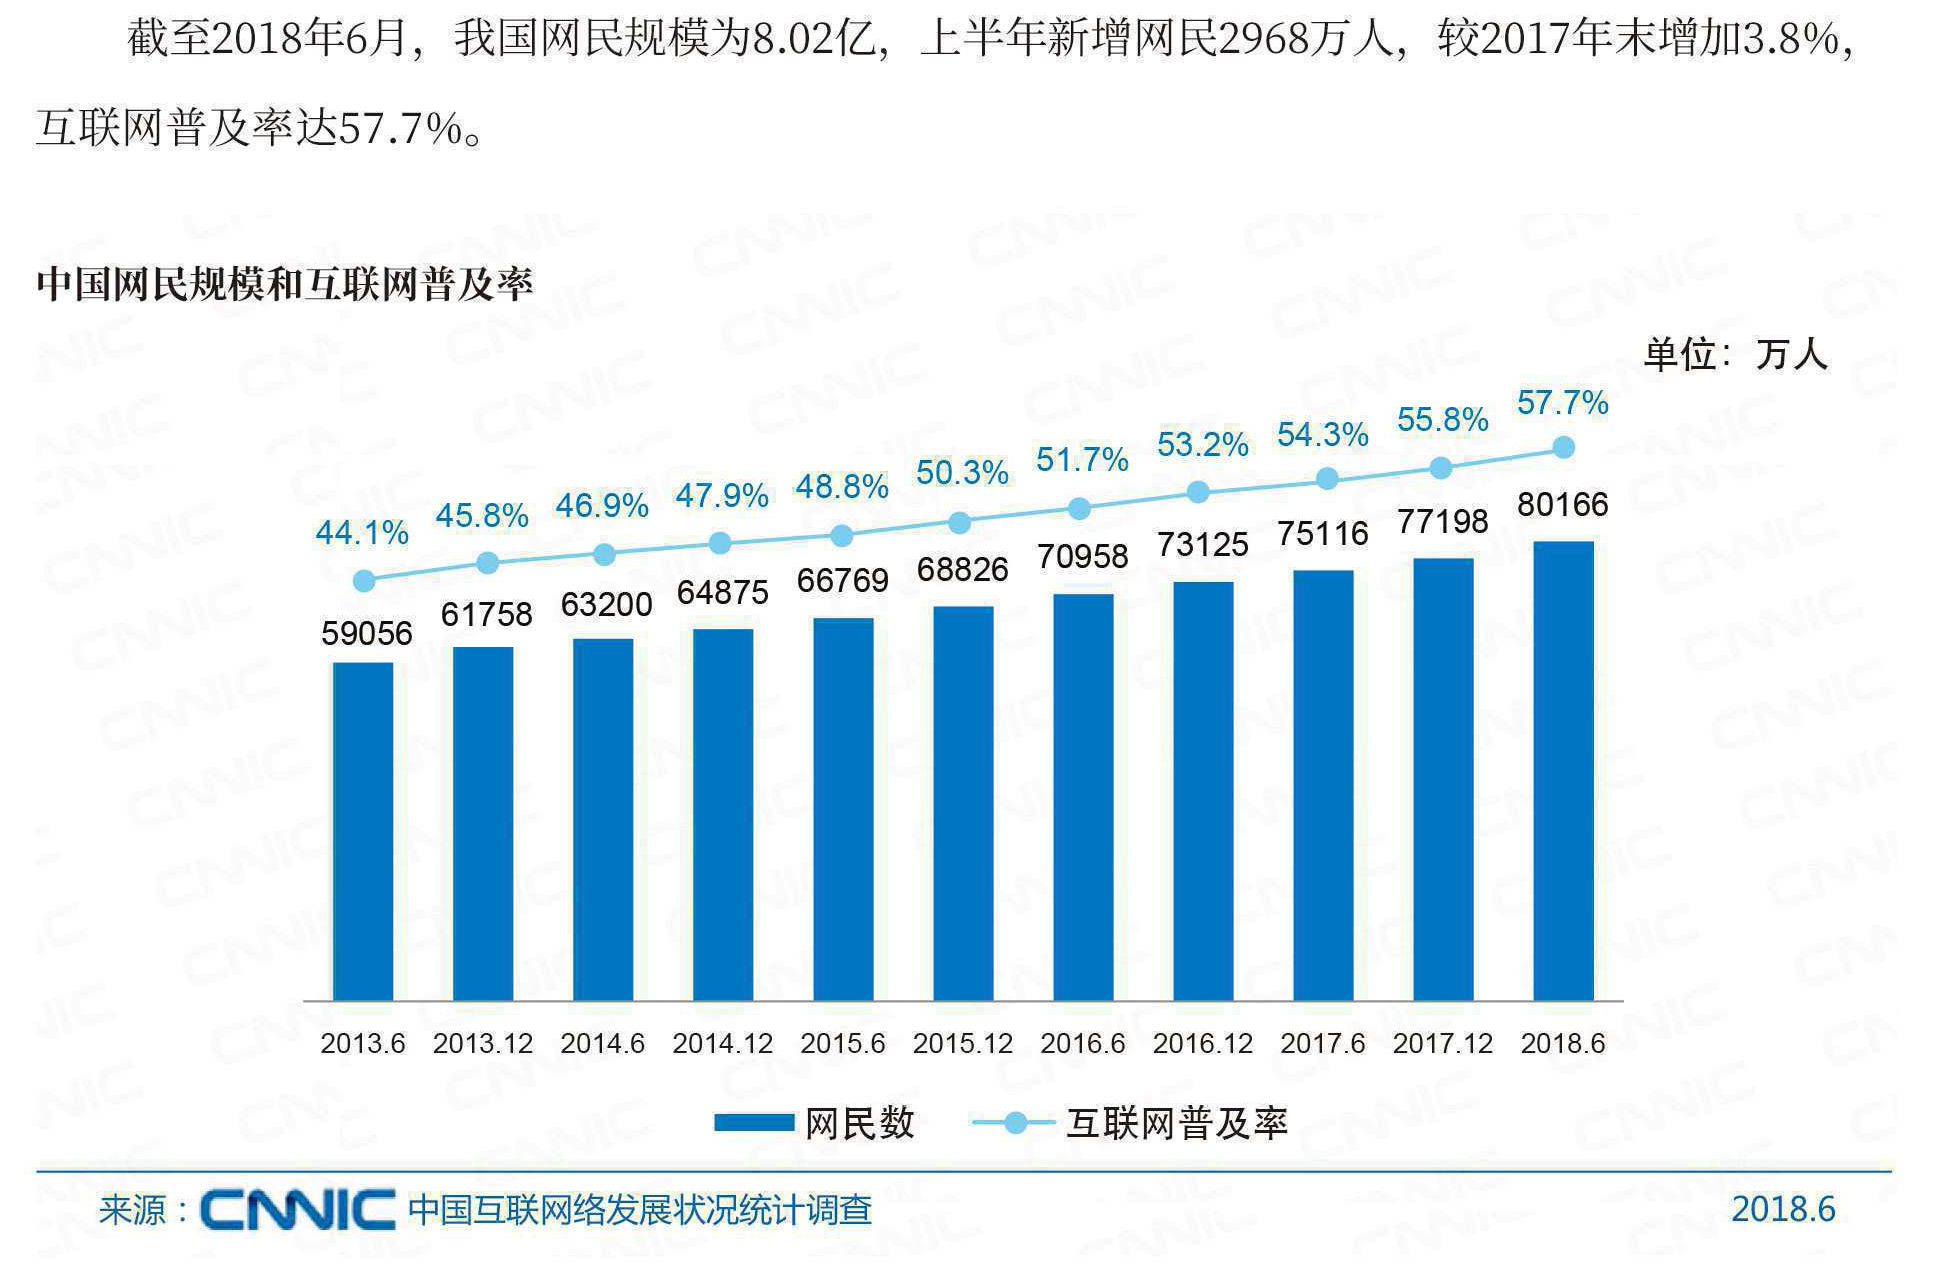 截至2018年6月，我国网民规模为8.02亿，上半年新增网民2968万人，较2017年末增加3.8%，
互联网普及率达57.7%。
中国网民规模和互联网普及率
单位：万人
44.1% 45.8% 46.9% 47.9% 48.8% 50.3% 51.7% 53.2% 54.3% 55.8% 57.7%
59056 61758 63200 64875 66769 68826 70958 73125 75116 77198 80166
2013.6 2013.12 2014.6 2014.12 2015.6 2015.12 2016.6 2016.12 2017.6 2017.12 2018.6
网民数 互联网普及率
来源：CNNIC 中国互联网络发展状况统计调查 2018.6